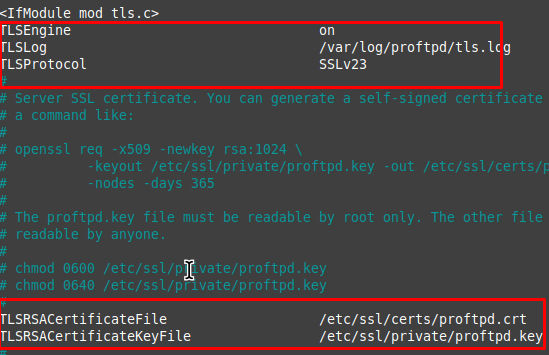 <IfModule mod tls.c>
TLSEngine on
TLSLog /var/log/proftpd/tls.log
TLSProtocol SSLv23
#
# Server SSL certificate. You can generate a self-signed certificate
# a command like:
#
# openssl req -x509 -newkey rsa:1024 \
# -keyout /etc/ssl/private/proftpd.key -out /etc/ssl/certs/p
# -nodes -days 365
#
# The proftpd.key file must be readable by root only. The other file
# readable by anyone.
#
# chmod 0600 /etc/ssl/private/proftpd.key
# chmod 0640 /etc/ssl/private/proftpd.key
#
TLSRSACertificateFile /etc/ssl/certs/proftpd.crt
TLSRSACertificateKeyFile /etc/ssl/private/proftpd.key
#